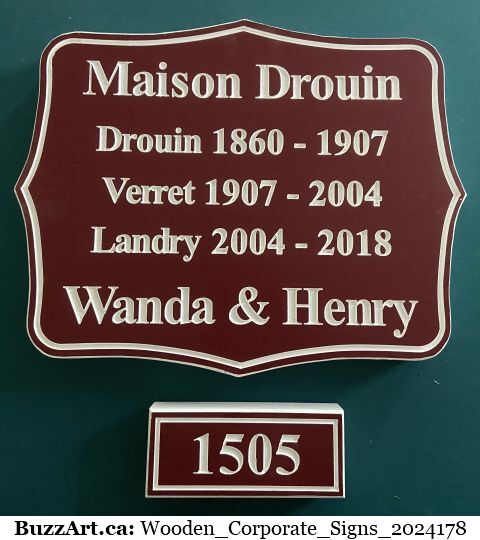 Maison Drouin
Drouin 1860 - 1907
Verret 1907 - 2004
Landry 2004 - 2018
Wanda & Henry
1505
BuzzArt.ca: Wooden_Corporate_Signs_2024178